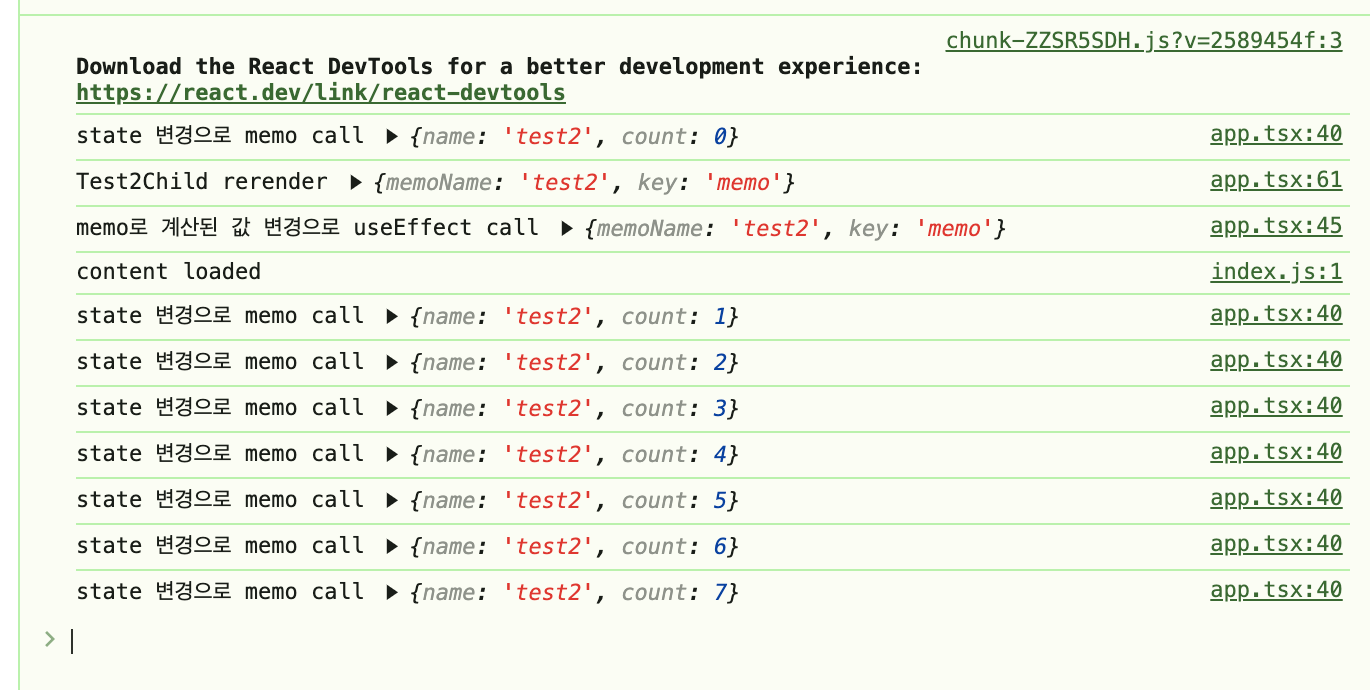 chunk-ZZSR5SDH.js?v=2589454f:3
Download the React DevTools for a better development experience:
https://react.dev/link/react-devtools
state 변경으로 memo call ▶ {name: 'test2', count: 0} app.tsx:40
Test2Child rerender ▶ {memoName: 'test2', key: 'memo'} app.tsx:61
memo로 계산된 값 변경으로 useEffect call ▶ {memoName: 'test2', key: 'memo'} app.tsx:45
content loaded index.js:1
state 변경으로 memo call ▶ {name: 'test2', count: 1} app.tsx:40
state 변경으로 memo call ▶ {name: 'test2', count: 2} app.tsx:40
state 변경으로 memo call ▶ {name: 'test2', count: 3} app.tsx:40
state 변경으로 memo call ▶ {name: 'test2', count: 4} app.tsx:40
state 변경으로 memo call ▶ {name: 'test2', count: 5} app.tsx:40
state 변경으로 memo call ▶ {name: 'test2', count: 6} app.tsx:40
state 변경으로 memo call ▶ {name: 'test2', count: 7} app.tsx:40
>